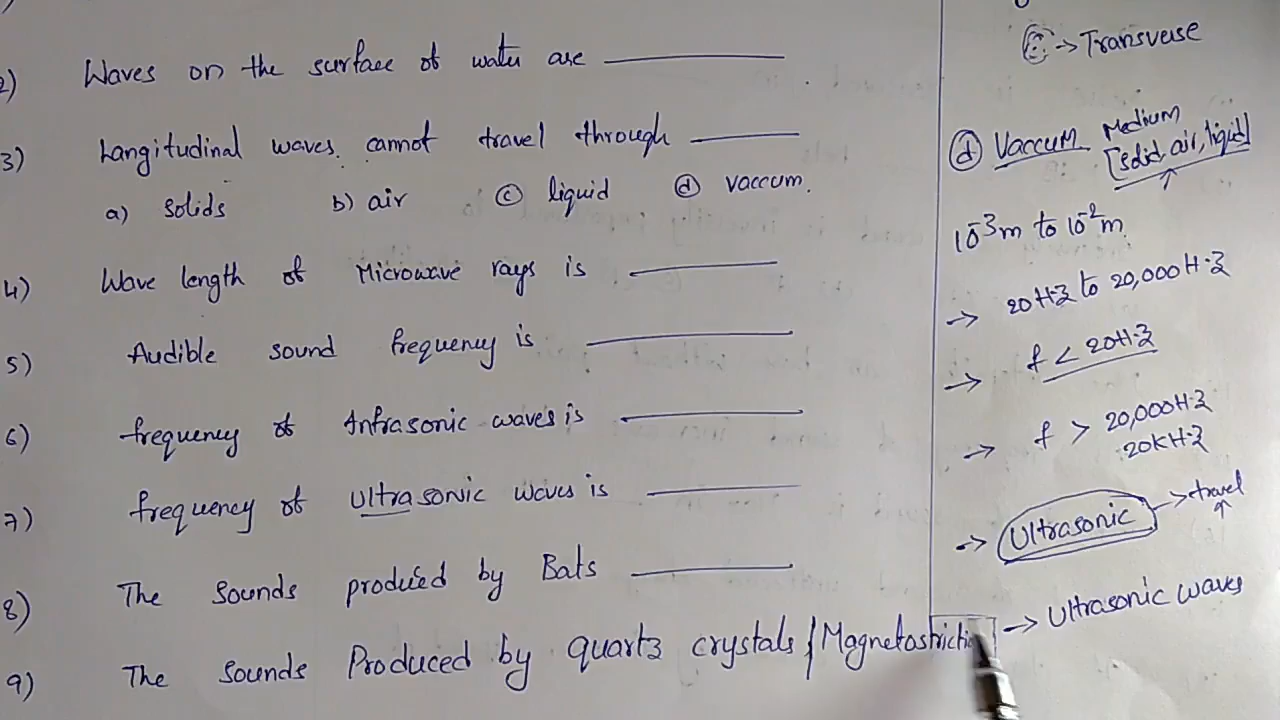 2) Waves on the surface of water are
→ Transverse
3) Longitudinal waves cannot travel through
a) solids b) air c) liquid d) vaccum.
d) Vaccum Medium
[solid, air, liquid]
4) Wave length of Microwave rays is
10⁻³m to 10⁻²m
5) Audible sound frequency is
→ 20HZ to 20,000HZ
6) frequency of Infrasonic waves is
→ f < 20HZ
7) frequency of Ultrasonic waves is
→ f > 20,000HZ
20KHZ
8) The Sounds produced by Bats
→ Ultrasonic → travel
9) The Sounds Produced by quartz crystals / Magnetostriction
→ Ultrasonic waves